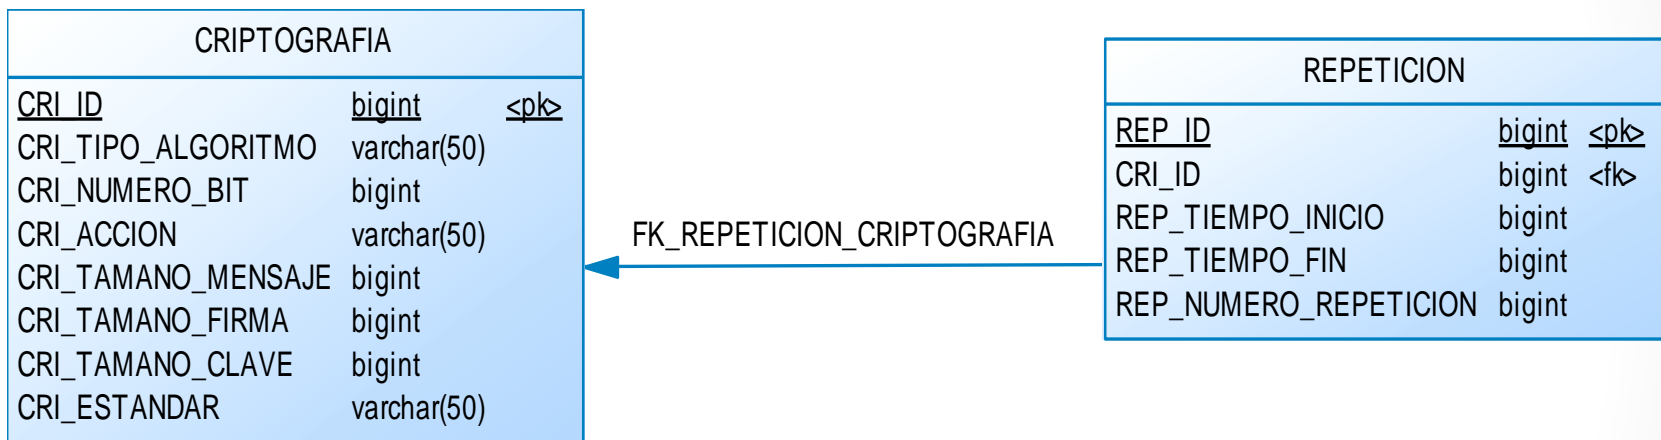 CRIPTOGRAFIA
CRI_ID bigint <pk>
CRI_TIPO_ALGORITMO varchar(50)
CRI_NUMERO_BIT bigint
CRI_ACCION varchar(50)
CRI_TAMANO_MENSAJE bigint
CRI_TAMANO_FIRMA bigint
CRI_TAMANO_CLAVE bigint
CRI_ESTANDAR varchar(50)
FK_REPETICION_CRIPTOGRAFIA
REPETICION
REP_ID bigint <pk>
CRI_ID bigint <fk>
REP_TIEMPO_INICIO bigint
REP_TIEMPO_FIN bigint
REP_NUMERO_REPETICION bigint